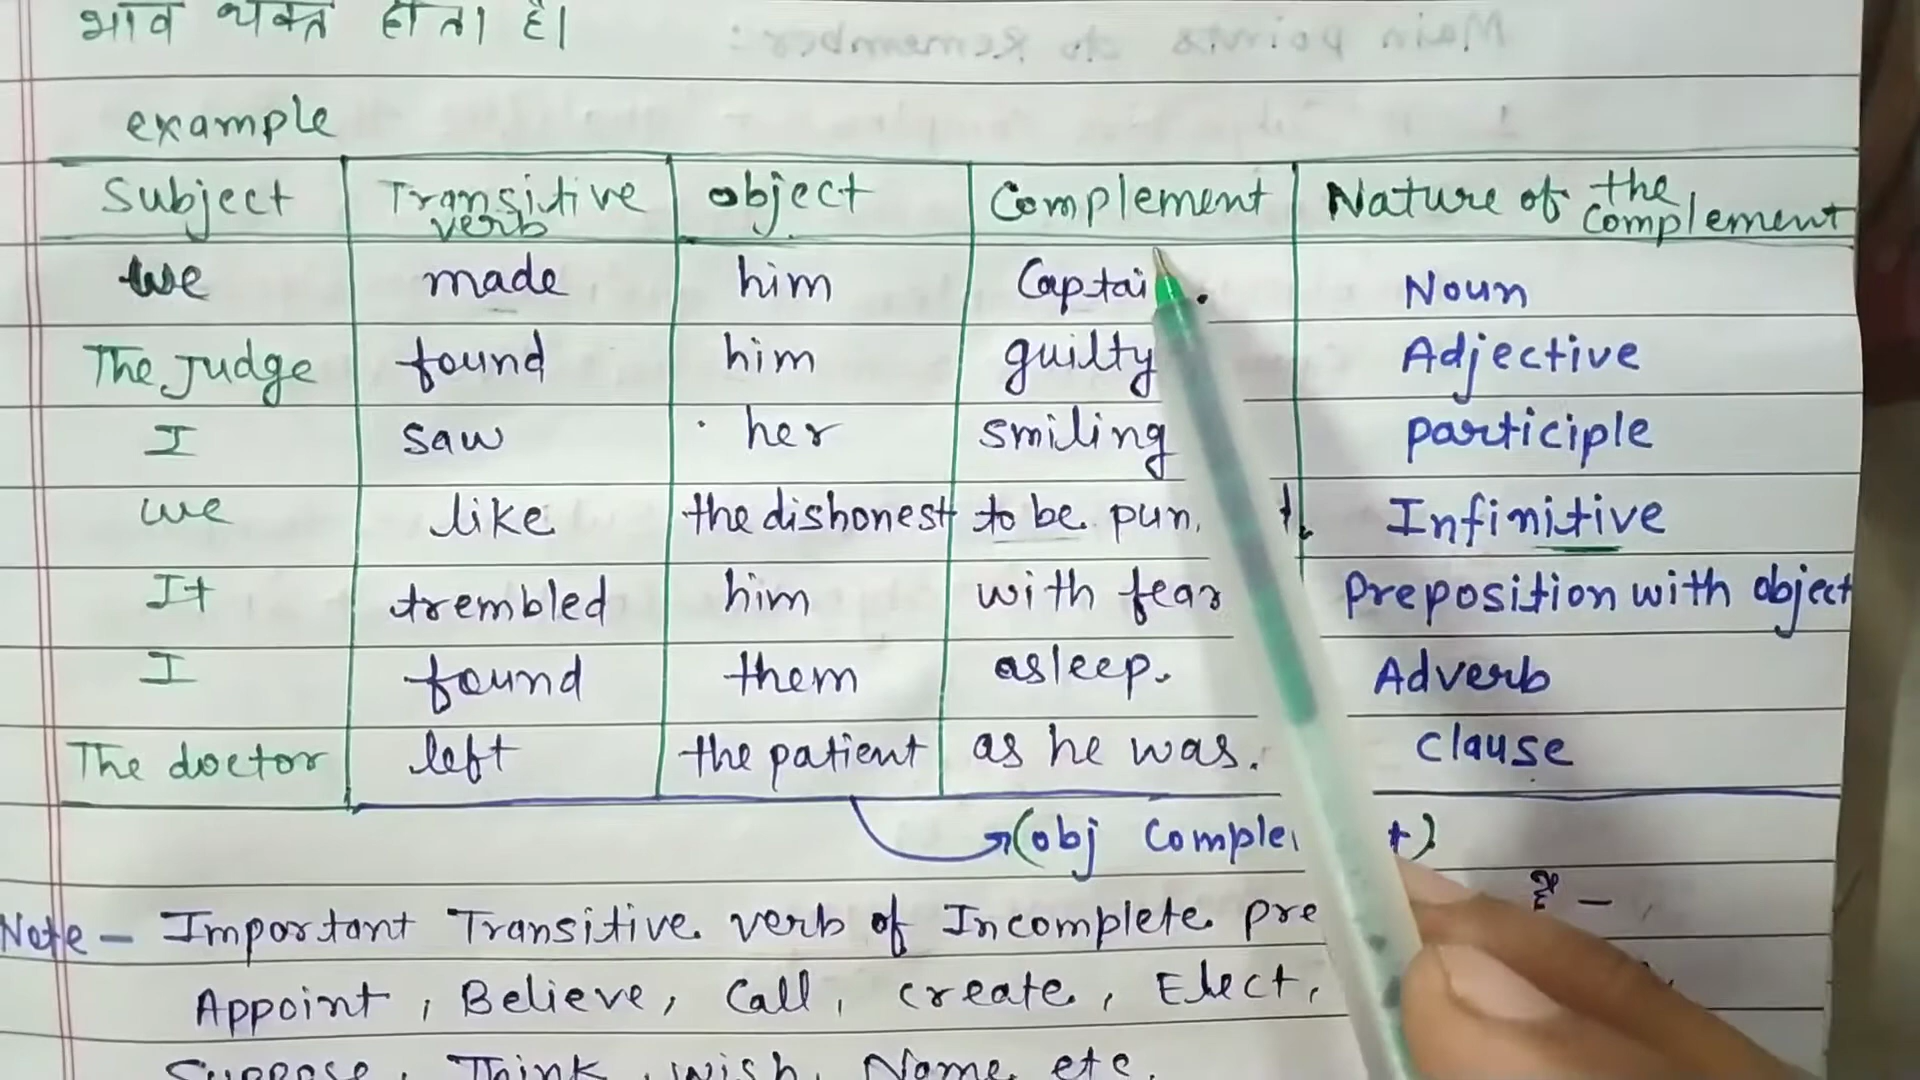 भाव व्यक्त होता है।
example
Subject Transitive verb object Complement Nature of the Complement
we made him Captai . Noun
The Judge found him guilty Adjective
I saw her smiling participle
we like the dishonest to be pun. t. Infinitive
It trembled him with fear Preposition with object
I found them asleep. Adverb
The doctor left the patient as he was. clause
(obj Comple t)
Note - Important Transitive verb of Incomplete pre हैं -
Appoint, Believe, Call, create, Elect,
Suppose, Think, wish, Name etc.